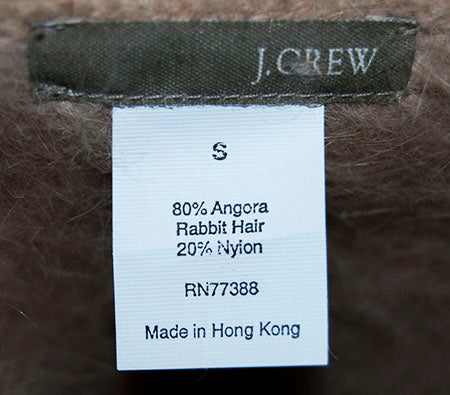 J.CREW
S
80% Angora
Rabbit Hair
20% Nylon
RN77388
Made in Hong Kong